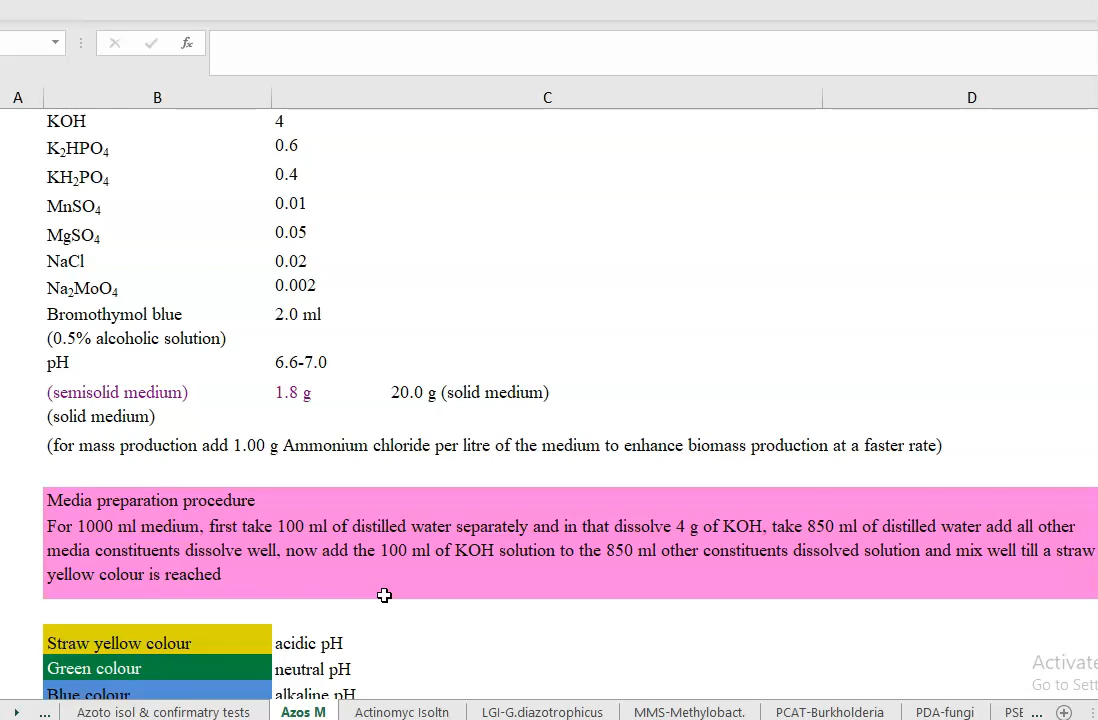 fx
A B C D
KOH 4
K₂HPO₄ 0.6
KH₂PO₄ 0.4
MnSO₄ 0.01
MgSO₄ 0.05
NaCl 0.02
Na₂MoO₄ 0.002
Bromothymol blue 2.0 ml
(0.5% alcoholic solution)
pH 6.6-7.0
(semisolid medium) 1.8 g 20.0 g (solid medium)
(solid medium)
(for mass production add 1.00 g Ammonium chloride per litre of the medium to enhance biomass production at a faster rate)
Media preparation procedure
For 1000 ml medium, first take 100 ml of distilled water separately and in that dissolve 4 g of KOH, take 850 ml of distilled water add all other
media constituents dissolve well, now add the 100 ml of KOH solution to the 850 ml other constituents dissolved solution and mix well till a straw
yellow colour is reached
Straw yellow colour acidic pH
Green colour neutral pH
Blue colour alkaline pH
Activate
Go to Sett
... Azoto isol & confirmatry tests Azos M Actinomyc Isoltn LGI-G.diazotrophicus MMS-Methylobact. PCAT-Burkholderia PDA-fungi PSE ...